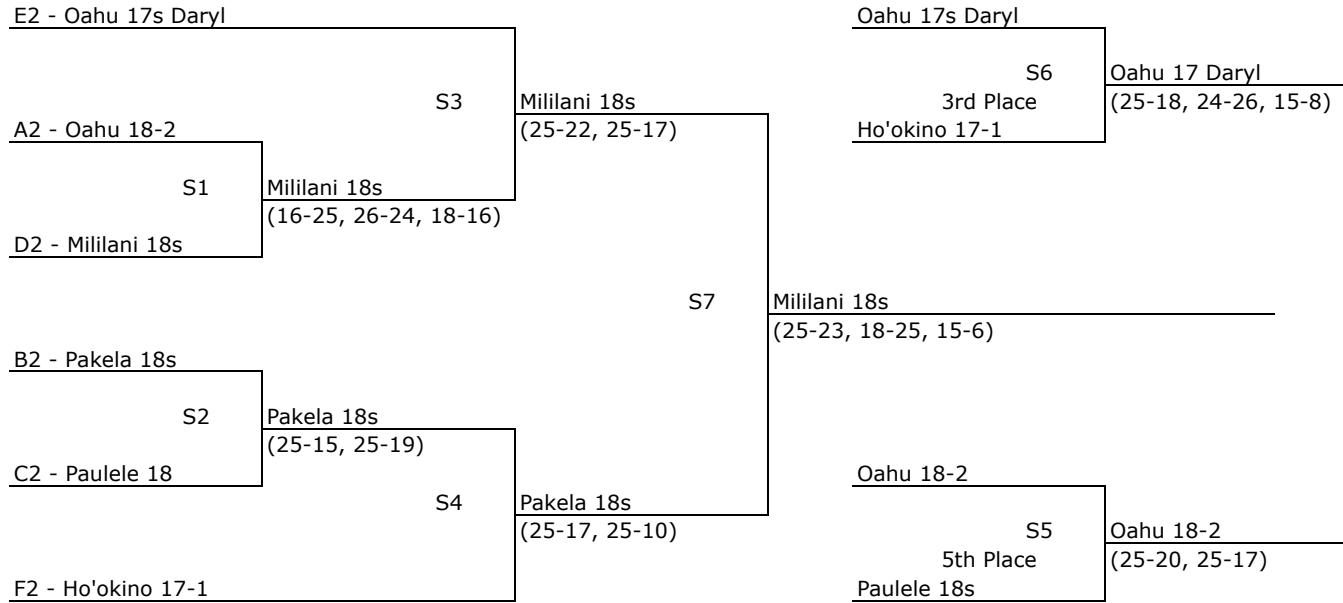 E2 - Oahu 17s Daryl
Oahu 17s Daryl
S6
Oahu 17 Daryl
S3
Mililani 18s
3rd Place
(25-18, 24-26, 15-8)
A2 - Oahu 18-2
(25-22, 25-17)
Ho'okino 17-1
S1
Mililani 18s
(16-25, 26-24, 18-16)
D2 - Mililani 18s
S7
Mililani 18s
(25-23, 18-25, 15-6)
B2 - Pakela 18s
S2
Pakela 18s
(25-15, 25-19)
C2 - Paulele 18
Oahu 18-2
S4
Pakela 18s
(25-17, 25-10)
S5
Oahu 18-2
5th Place
(25-20, 25-17)
F2 - Ho'okino 17-1
Paulele 18s